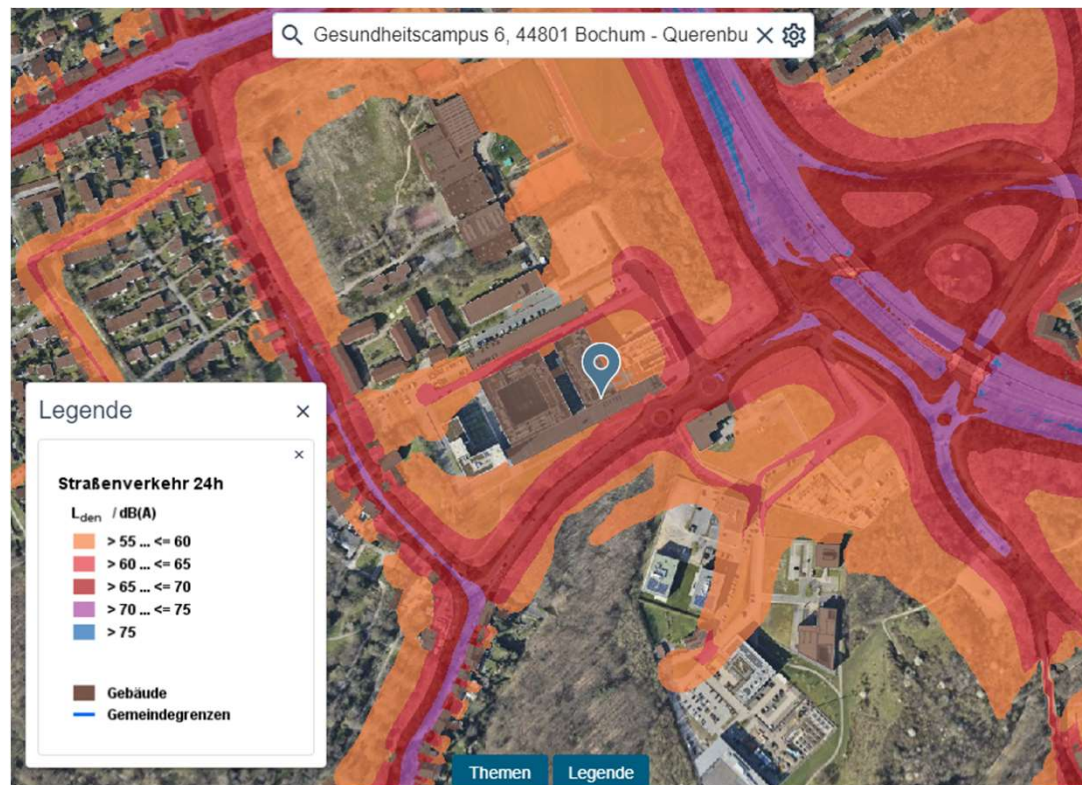 Gesundheitscampus 6, 44801 Bochum - Querenbu
Legende
Straßenverkehr 24h
Lden / dB(A)
> 55 ... <= 60
> 60 ... <= 65
> 65 ... <= 70
> 70 ... <= 75
> 75
Gebäude
Gemeindegrenzen
Themen Legende